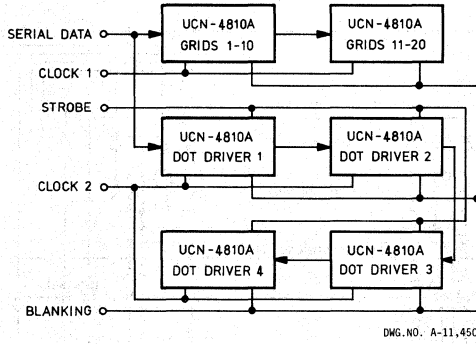 UCN-4810A
GRIDS 1-10
UCN-4810A
GRIDS 11-20
SERIAL DATA
CLOCK 1
STROBE
UCN-4810A
DOT DRIVER 1
UCN-4810A
DOT DRIVER 2
CLOCK 2
UCN-4810A
DOT DRIVER 4
UCN-4810A
DOT DRIVER 3
BLANKING
DWG.NO. A-11,450